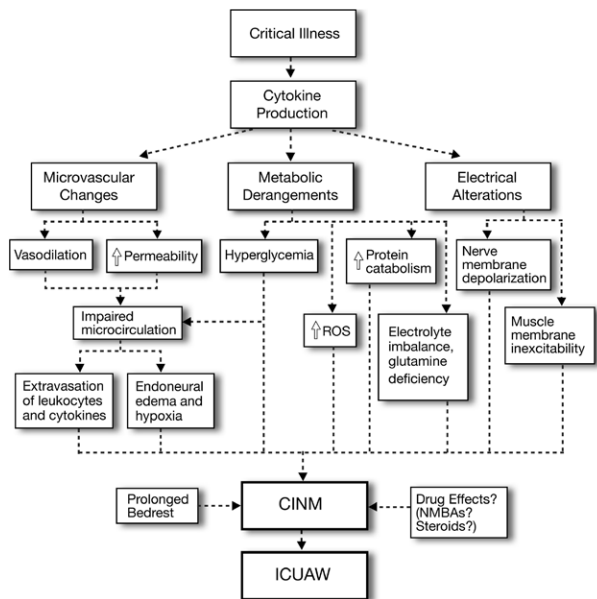 Critical Illness
Cytokine
Production
Microvascular
Changes
Metabolic
Derangements
Electrical
Alterations
Vasodilation
⇧ Permeability
Hyperglycemia
⇧ Protein
catabolism
Nerve
membrane
depolarization
Impaired
microcirculation
⇧ ROS
Electrolyte
imbalance,
glutamine
deficiency
Muscle
membrane
inexcitability
Extravasation
of leukocytes
and cytokines
Endoneural
edema and
hypoxia
Prolonged
Bedrest
CINM
Drug Effects?
(NMBAs?
Steroids?)
ICUAW